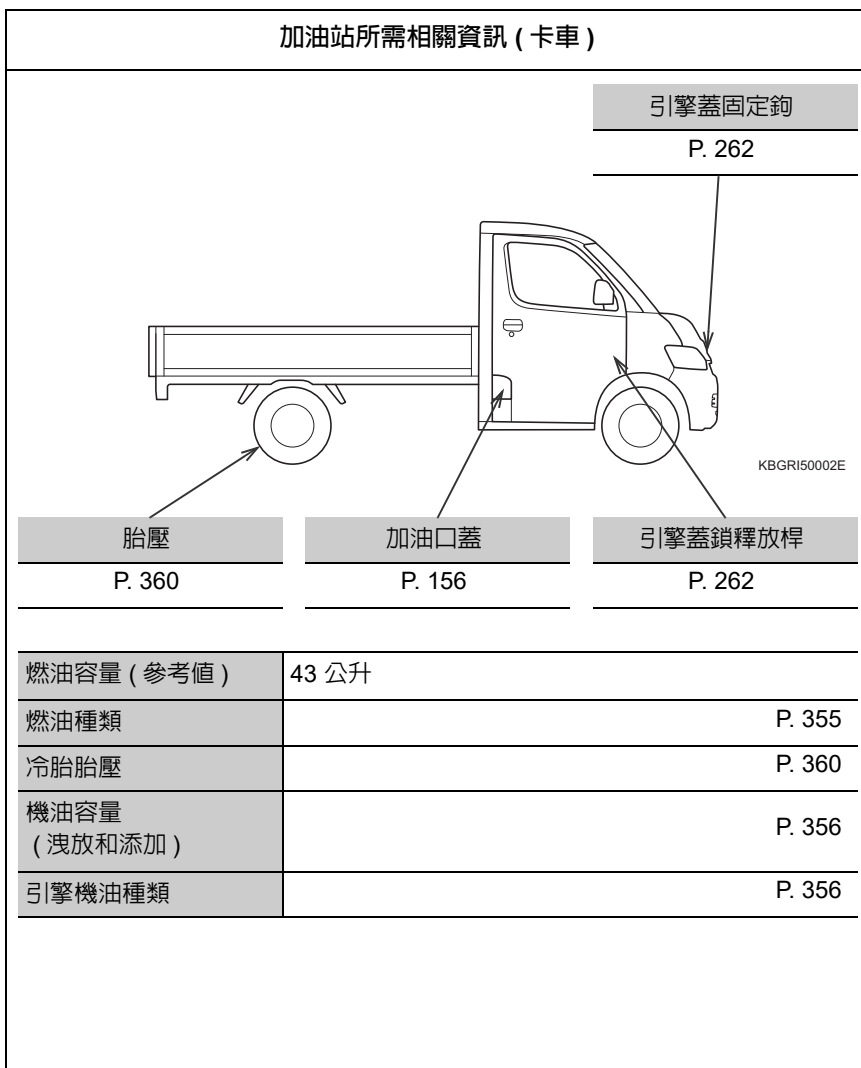 加油站所需相關資訊 ( 卡車 )
引擎蓋固定鉤
P. 262
KBGRI50002E
胎壓
加油口蓋
引擎蓋鎖釋放桿
P. 360
P. 156
P. 262
燃油容量 ( 參考值 ) 43 公升
燃油種類 P. 355
冷胎胎壓 P. 360
機油容量
( 洩放和添加 ) P. 356
引擎機油種類 P. 356